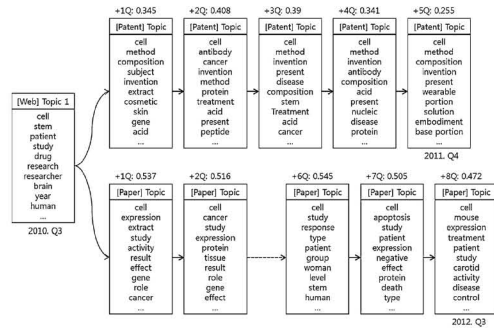 +1Q: 0.345
[Patent] Topic
cell
method
composition
subject
invention
extract
cosmetic
skin
gene
acid
...
+2Q: 0.408
[Patent] Topic
cell
antibody
cancer
invention
method
protein
treatment
acid
present
peptide
...
+3Q: 0.39
[Patent] Topic
cell
method
invention
present
disease
composition
stem
Treatment
acid
cancer
...
+4Q: 0.341
[Patent] Topic
cell
method
invention
antibody
composition
acid
present
nucleic
disease
protein
...
+5Q: 0.255
[Patent] Topic
cell
method
composition
invention
present
wearable
portion
solution
embodiment
base portion
...
2011. Q4
[Web] Topic 1
cell
stem
patient
study
drug
research
researcher
brain
year
human
...
2010. Q3
+1Q: 0.537
[Paper] Topic
cell
expression
extract
study
activity
result
effect
gene
role
cancer
...
+2Q: 0.516
[Paper] Topic
cell
cancer
study
expression
protein
tissue
result
role
gene
effect
...
+6Q: 0.545
[Paper] Topic
cell
study
response
type
patient
group
woman
level
stem
human
...
+7Q: 0.505
[Paper] Topic
apoptosis
study
patient
expression
negative
effect
protein
death
type
...
+8Q: 0.472
[Paper] Topic
cell
mouse
expression
treatment
patient
study
carotid
activity
disease
control
...
2012. Q3